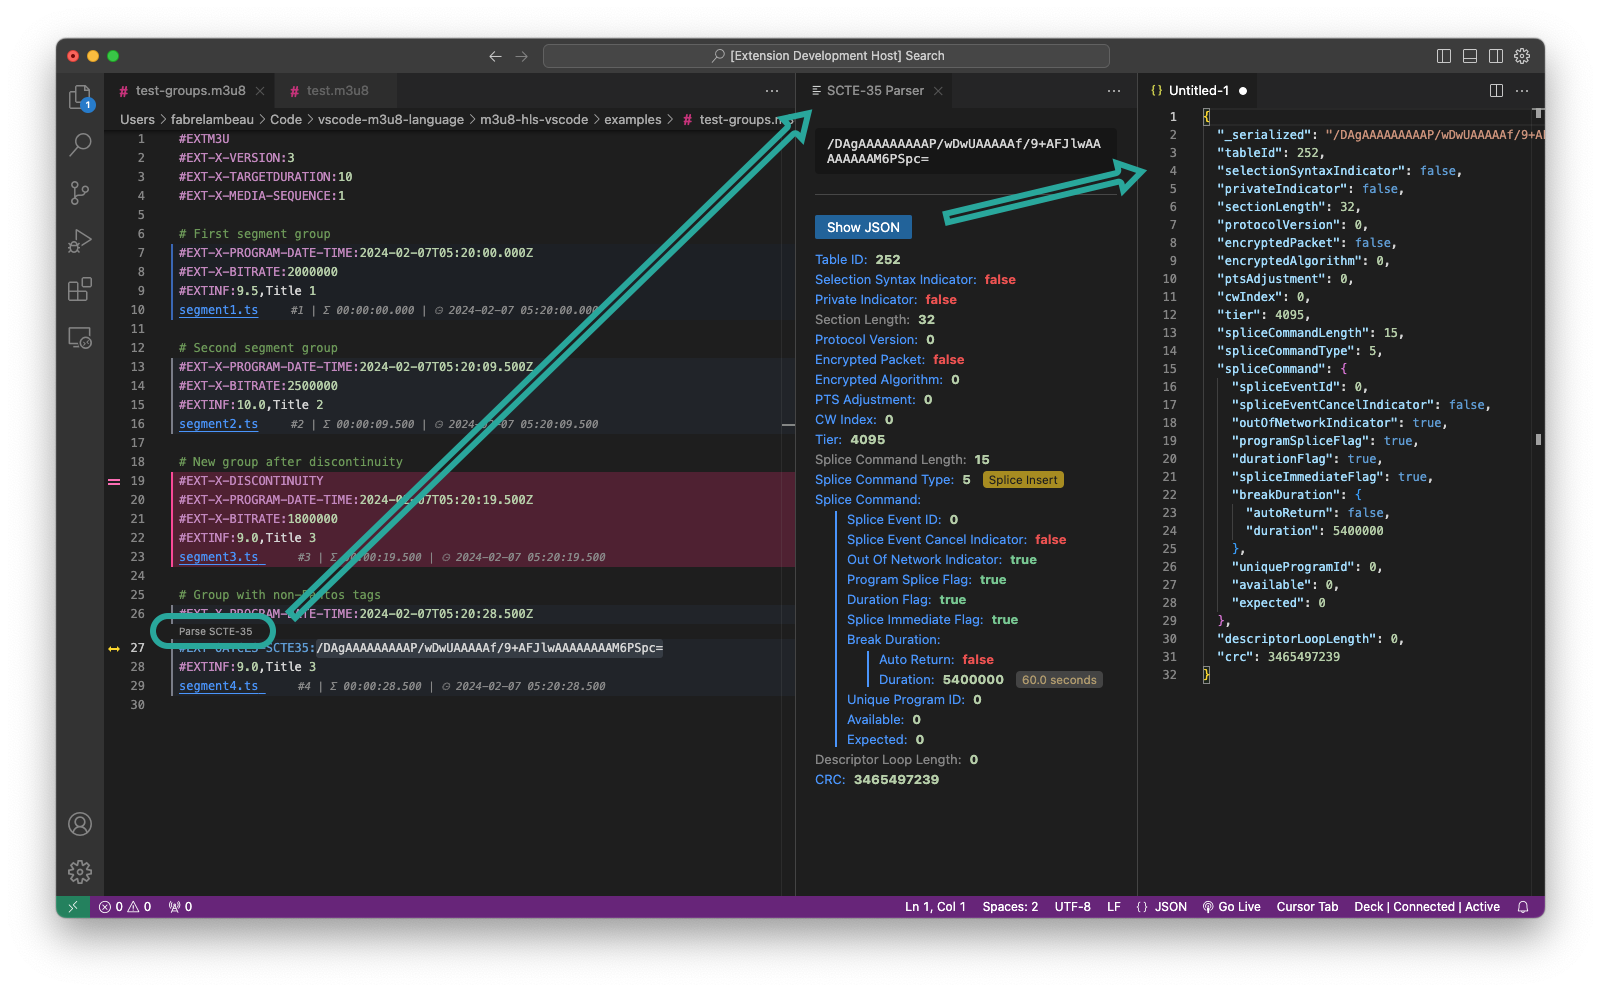 [Extension Development Host] Search
1
# test-groups.m3u8
# test.m3u8
Users > fabrelambeau > Code > vscode-m3u8-language > m3u8-hls-vscode > examples > # test-groups.m3
1 #EXTM3U
2 #EXT-X-VERSION:3
3 #EXT-X-TARGETDURATION:10
4 #EXT-X-MEDIA-SEQUENCE:1
5
6 # First segment group
7 #EXT-X-PROGRAM-DATE-TIME:2024-02-07T05:20:00.000Z
8 #EXT-X-BITRATE:2000000
9 #EXTINF:9.5,Title 1
10 segment1.ts #1 | Σ 00:00:00.000 | 2024-02-07 05:20:00.000
11
12 # Second segment group
13 #EXT-X-PROGRAM-DATE-TIME:2024-02-07T05:20:09.500Z
14 #EXT-X-BITRATE:2500000
15 #EXTINF:10.0,Title 2
16 segment2.ts #2 | Σ 00:00:09.500 | 2024-02-07 05:20:09.500
17
18 # New group after discontinuity
19 #EXT-X-DISCONTINUITY
20 #EXT-X-PROGRAM-DATE-TIME:2024-02-07T05:20:19.500Z
21 #EXT-X-BITRATE:1800000
22 #EXTINF:9.0,Title 3
23 segment3.ts #3 | Σ 00:00:19.500 | 2024-02-07 05:20:19.500
24
25 # Group with non- tags
26 #EXT-X-PROGRAM-DATE-TIME:2024-02-07T05:20:28.500Z
Parse SCTE-35
27 #EXT-OATCLS-SCTE35:/DAgAAAAAAAAAP/wDwUAAAAAf/9+AFJlwAAAAAAAAM6PSpc=
28 #EXTINF:9.0,Title 3
29 segment4.ts #4 | Σ 00:00:28.500 | 2024-02-07 05:20:28.500
30
SCTE-35 Parser
/DAgAAAAAAAAAP/wDwUAAAAAf/9+AFJlwAA
AAAAAAM6PSpc=
Show JSON
Table ID: 252
Selection Syntax Indicator: false
Private Indicator: false
Section Length: 32
Protocol Version: 0
Encrypted Packet: false
Encrypted Algorithm: 0
PTS Adjustment: 0
CW Index: 0
Tier: 4095
Splice Command Length: 15
Splice Command Type: 5 Splice Insert
Splice Command:
Splice Event ID: 0
Splice Event Cancel Indicator: false
Out Of Network Indicator: true
Program Splice Flag: true
Duration Flag: true
Splice Immediate Flag: true
Break Duration:
Auto Return: false
Duration: 5400000 60.0 seconds
Unique Program ID: 0
Available: 0
Expected: 0
Descriptor Loop Length: 0
CRC: 3465497239
{} Untitled-1
1 {
2 "_serialized": "/DAgAAAAAAAAAP/wDwUAAAAAf/9+A
3 "tableId": 252,
4 "selectionSyntaxIndicator": false,
5 "privateIndicator": false,
6 "sectionLength": 32,
7 "protocolVersion": 0,
8 "encryptedPacket": false,
9 "encryptedAlgorithm": 0,
10 "ptsAdjustment": 0,
11 "cwIndex": 0,
12 "tier": 4095,
13 "spliceCommandLength": 15,
14 "spliceCommandType": 5,
15 "spliceCommand": {
16 "spliceEventId": 0,
17 "spliceEventCancelIndicator": false,
18 "outOfNetworkIndicator": true,
19 "programSpliceFlag": true,
20 "durationFlag": true,
21 "spliceImmediateFlag": true,
22 "breakDuration": {
23 "autoReturn": false,
24 "duration": 5400000
25 },
26 "uniqueProgramId": 0,
27 "available": 0,
28 "expected": 0
29 },
30 "descriptorLoopLength": 0,
31 "crc": 3465497239
32 }
0 0 0
Ln 1, Col 1 Spaces: 2 UTF-8 LF {} JSON Go Live Cursor Tab Deck | Connected | Active